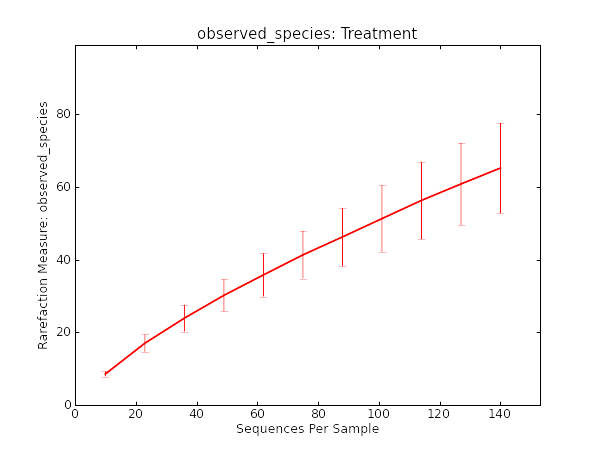 observed_species: Treatment
Rarefaction Measure: observed_species
80
60
40
20
0
0 20 40 60 80 100 120 140
Sequences Per Sample